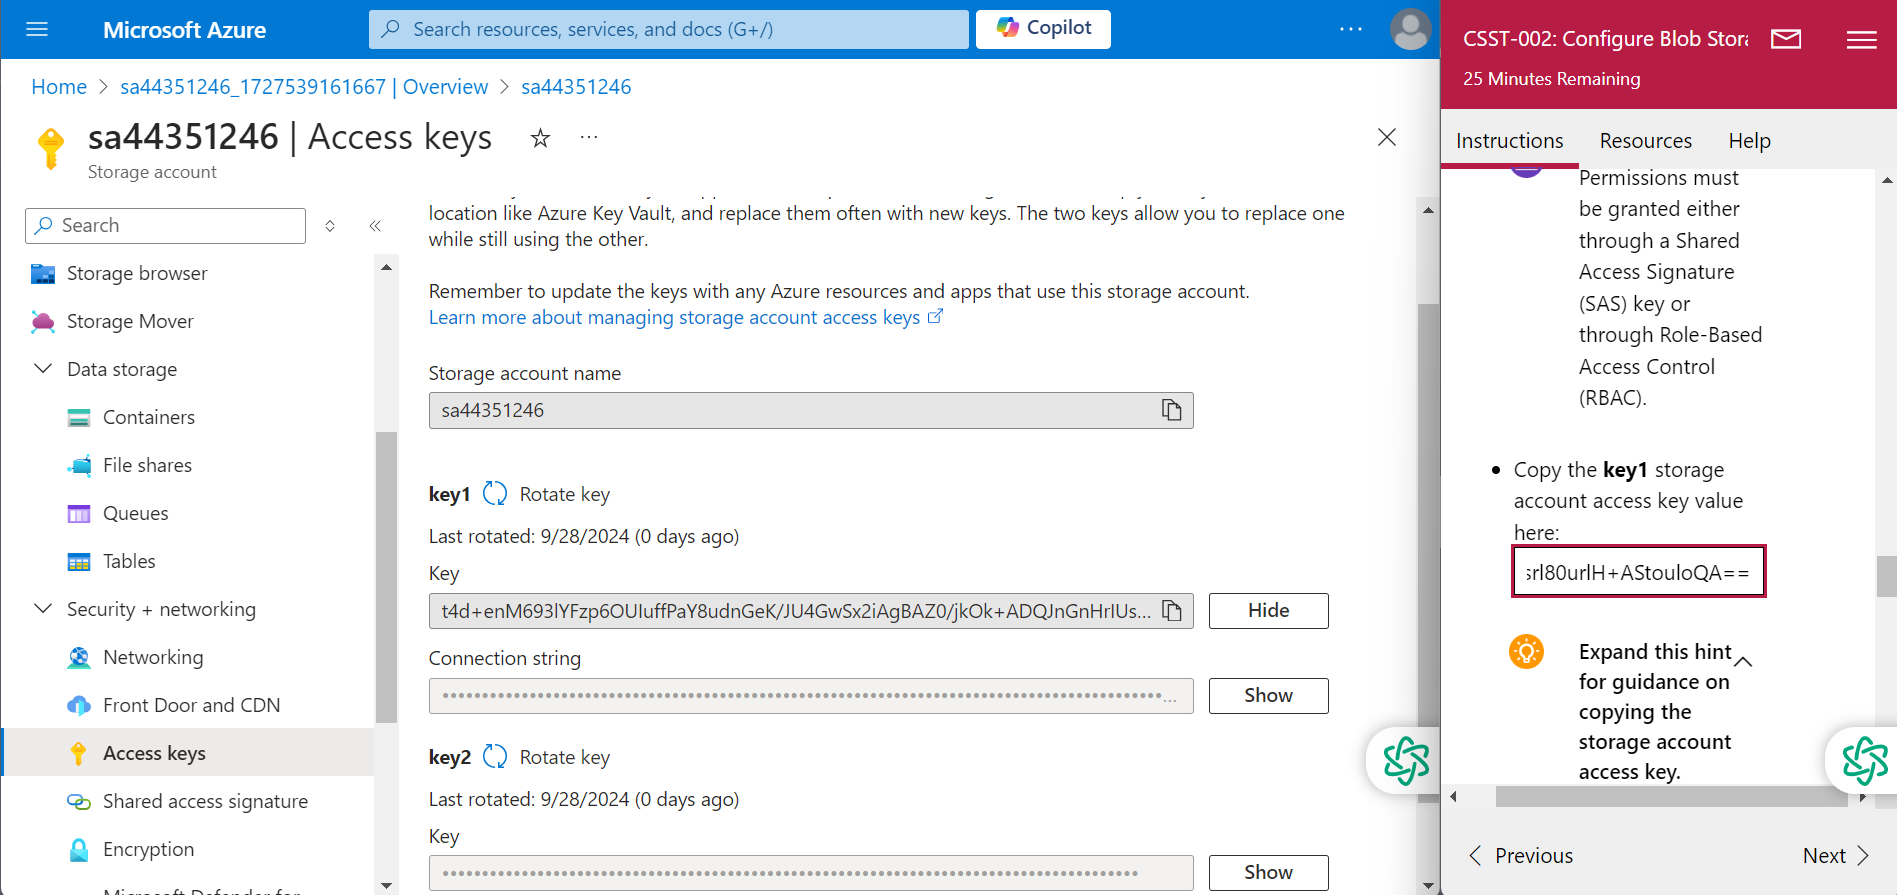 Microsoft Azure
Search resources, services, and docs (G+/)
Copilot
Home > sa44351246_1727539161667 | Overview > sa44351246
sa44351246 | Access keys
Storage account
Search
Storage browser
Storage Mover
Data storage
Containers
File shares
Queues
Tables
Security + networking
Networking
Front Door and CDN
Access keys
Shared access signature
Encryption
Microsoft Defender for
location like Azure Key Vault, and replace them often with new keys. The two keys allow you to replace one
while still using the other.
Remember to update the keys with any Azure resources and apps that use this storage account.
Learn more about managing storage account access keys
Storage account name
sa44351246
key1 Rotate key
Last rotated: 9/28/2024 (0 days ago)
Key
t4d+enM693lYFzp6OUIuffPaY8udnGeK/JU4GwSx2iAgBAZ0/jkOk+ADQJnGnHrIUs...
Hide
Connection string
Show
key2 Rotate key
Last rotated: 9/28/2024 (0 days ago)
Key
Show
CSST-002: Configure Blob Stora
25 Minutes Remaining
Instructions
Resources
Help
Permissions must
be granted either
through a Shared
Access Signature
(SAS) key or
through Role-Based
Access Control
(RBAC).
• Copy the key1 storage
account access key value
here:
srl80urlH+AStouIoQA==
Expand this hint
for guidance on
copying the
storage account
access key.
< Previous
Next >